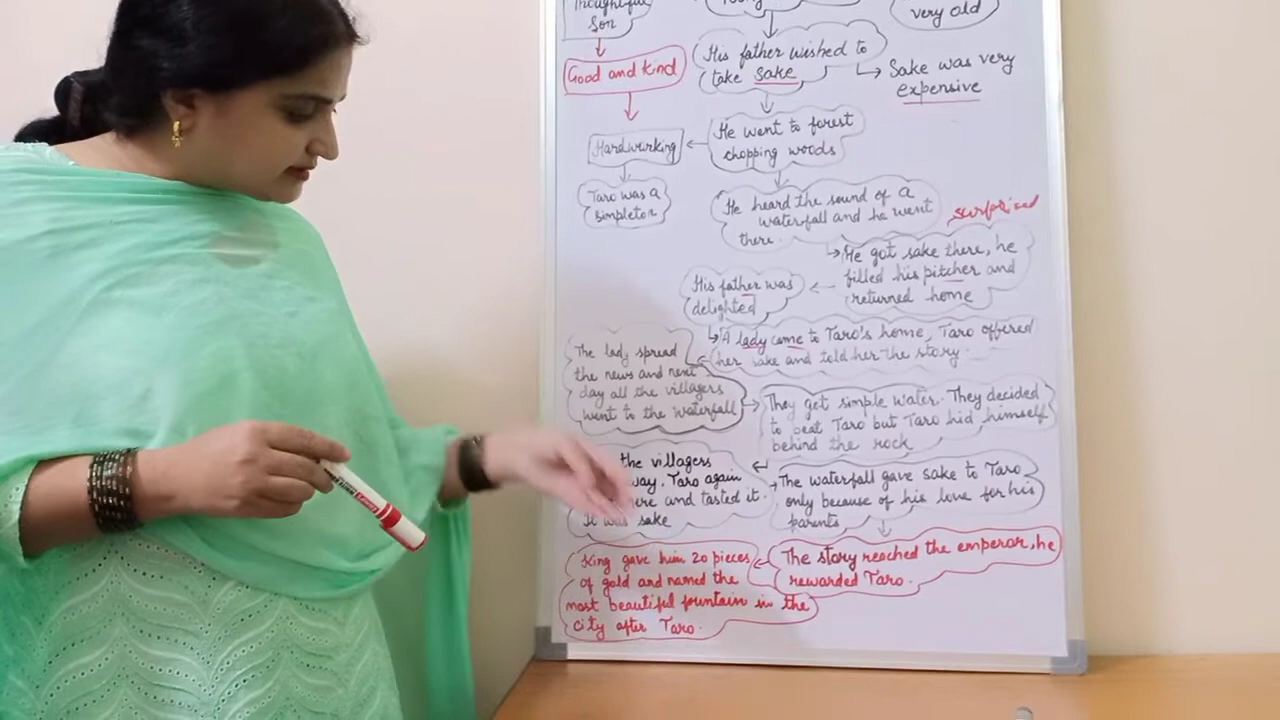 Thoughtful
Son
very old
Good and kind
His father wished to
take sake
Sake was very
expensive
Hardworking
He went to forest
chopping woods
Taro was a
simpleton
He heard the sound of a
waterfall and he went
there.
surprised
He got sake there, he
filled his pitcher and
returned home
His father was
delighted
A lady came to Taro's home, Taro offered
her sake and told her the story.
The lady spread
the news and next
day all the villagers
went to the waterfall
They get simple water. They decided
to beat Taro but Taro hid himself
behind the rock
the villagers
way. Taro again
ere and tasted it.
It was sake
The waterfall gave sake to Taro
only because of his love for his
parents
The story reached the emperor, he
rewarded Taro.
King gave him 20 pieces
of gold and named the
most beautiful fountain in the
city after Taro.